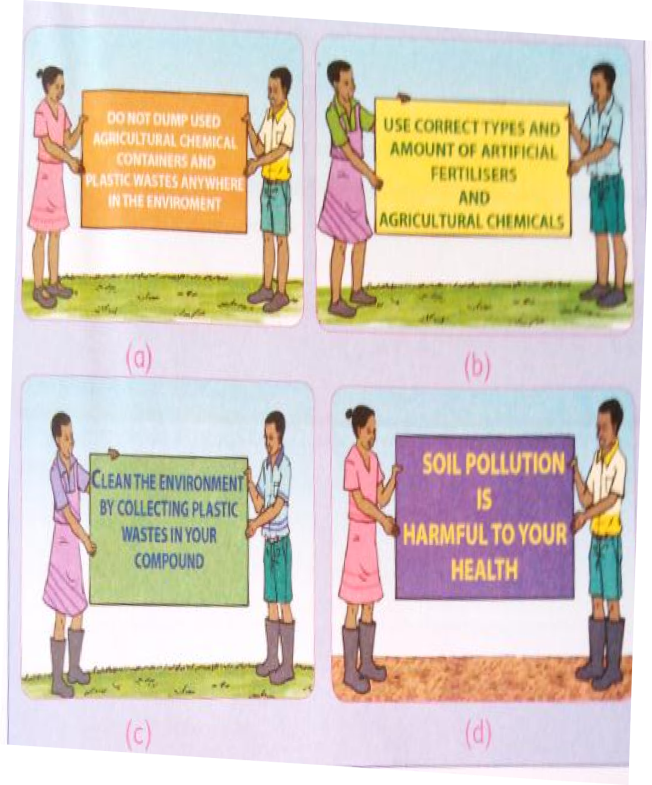 DO NOT DUMP USED
AGRICULTURAL CHEMICAL
CONTAINERS AND
PLASTIC WASTES ANYWHERE
IN THE ENVIROMENT
(a)
USE CORRECT TYPES AND
AMOUNT OF ARTIFICIAL
FERTILISERS
AND
AGRICULTURAL CHEMICALS
(b)
CLEAN THE ENVIRONMENT
BY COLLECTING PLASTIC
WASTES IN YOUR
COMPOUND
(c)
SOIL POLLUTION
IS
HARMFUL TO YOUR
HEALTH
(d)